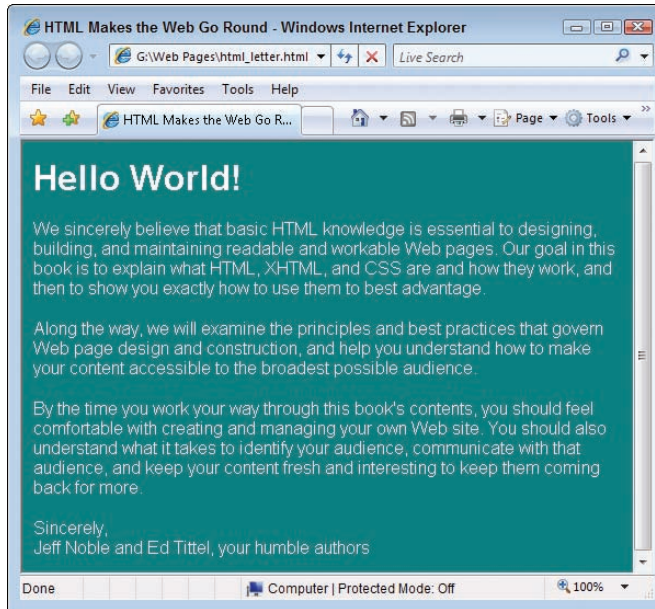 HTML Makes the Web Go Round - Windows Internet Explorer
G:\Web Pages\html_letter.html
Live Search
File Edit View Favorites Tools Help
HTML Makes the Web Go R...
Page Tools »
Hello World!
We sincerely believe that basic HTML knowledge is essential to designing,
building, and maintaining readable and workable Web pages. Our goal in this
book is to explain what HTML, XHTML, and CSS are and how they work, and
then to show you exactly how to use them to best advantage.
Along the way, we will examine the principles and best practices that govern
Web page design and construction, and help you understand how to make
your content accessible to the broadest possible audience.
By the time you work your way through this book's contents, you should feel
comfortable with creating and managing your own Web site. You should also
understand what it takes to identify your audience, communicate with that
audience, and keep your content fresh and interesting to keep them coming
back for more.
Sincerely,
Jeff Noble and Ed Tittel, your humble authors
Done Computer | Protected Mode: Off 100%